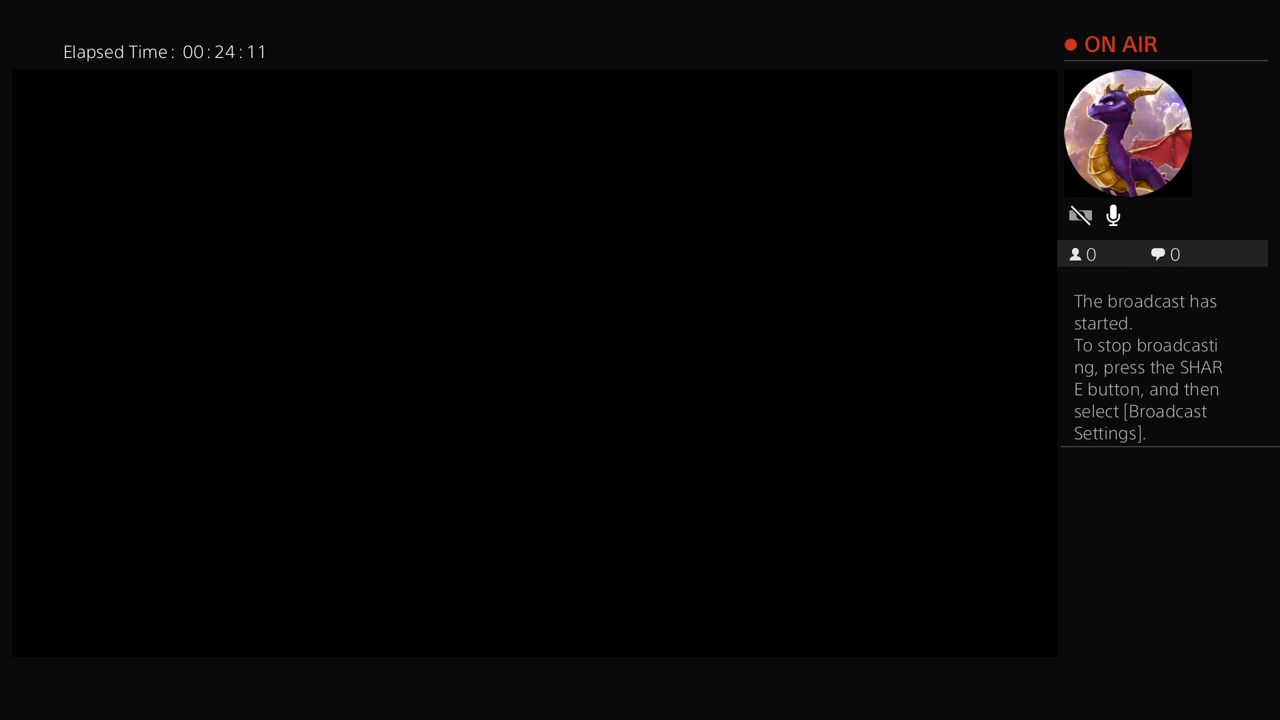 Elapsed Time: 00:24:11
ON AIR
0 0
The broadcast has
started.
To stop broadcasti
ng, press the SHAR
E button, and then
select [Broadcast
Settings].